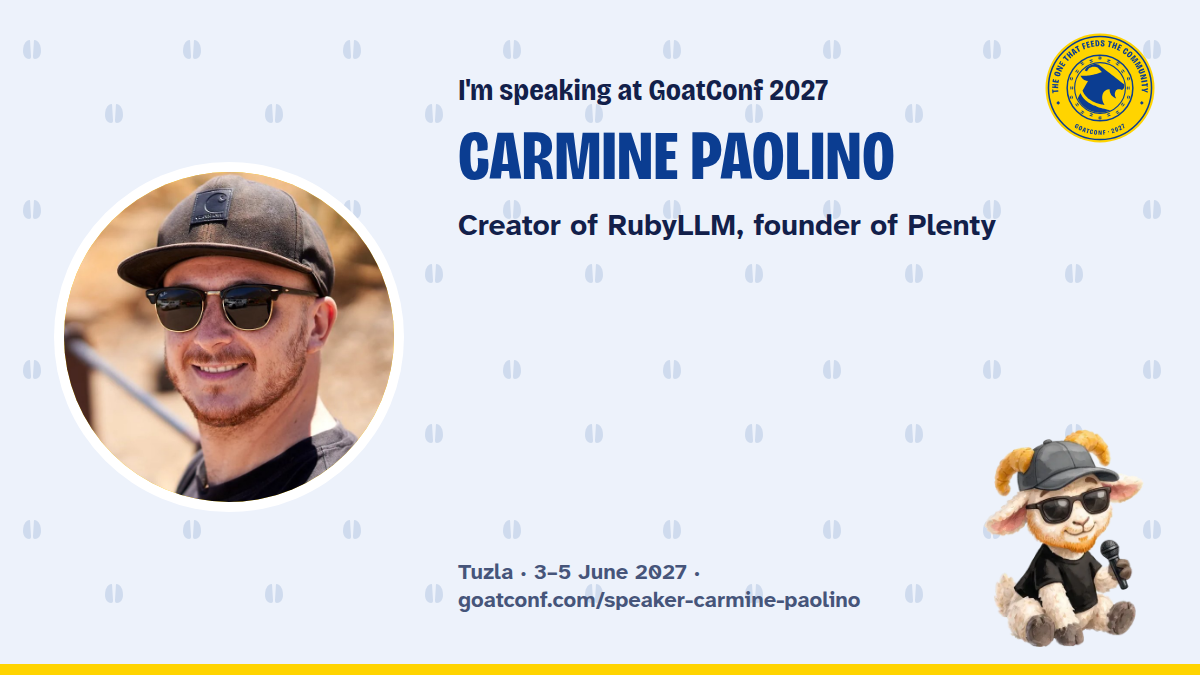 I'm speaking at GoatConf 2027
CARMINE PAOLINO
Creator of RubyLLM, founder of Plenty
Tuzla · 3–5 June 2027 ·
goatconf.com/speaker-carmine-paolino
THE ONE THAT FEEDS THE COMMUNITY
GOATCONF · 2027